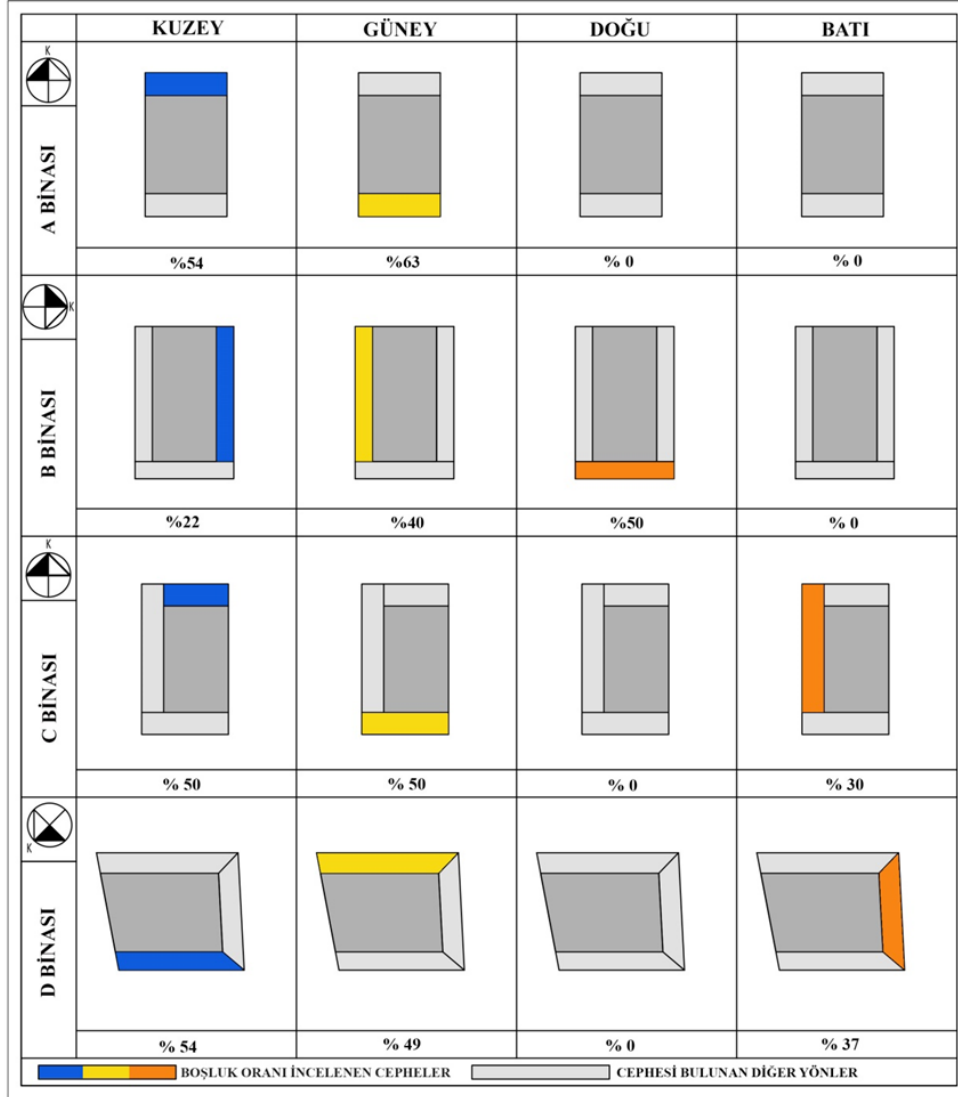 KUZEY GÜNEY DOĞU BATI
K
A BİNASI
%54 %63 % 0 % 0
K
B BİNASI
%22 %40 %50 % 0
K
C BİNASI
% 50 % 50 % 0 % 30
K
D BİNASI
% 54 % 49 % 0 % 37
BOŞLUK ORANI İNCELENEN CEPHELER CEPHESİ BULUNAN DİĞER YÖNLER